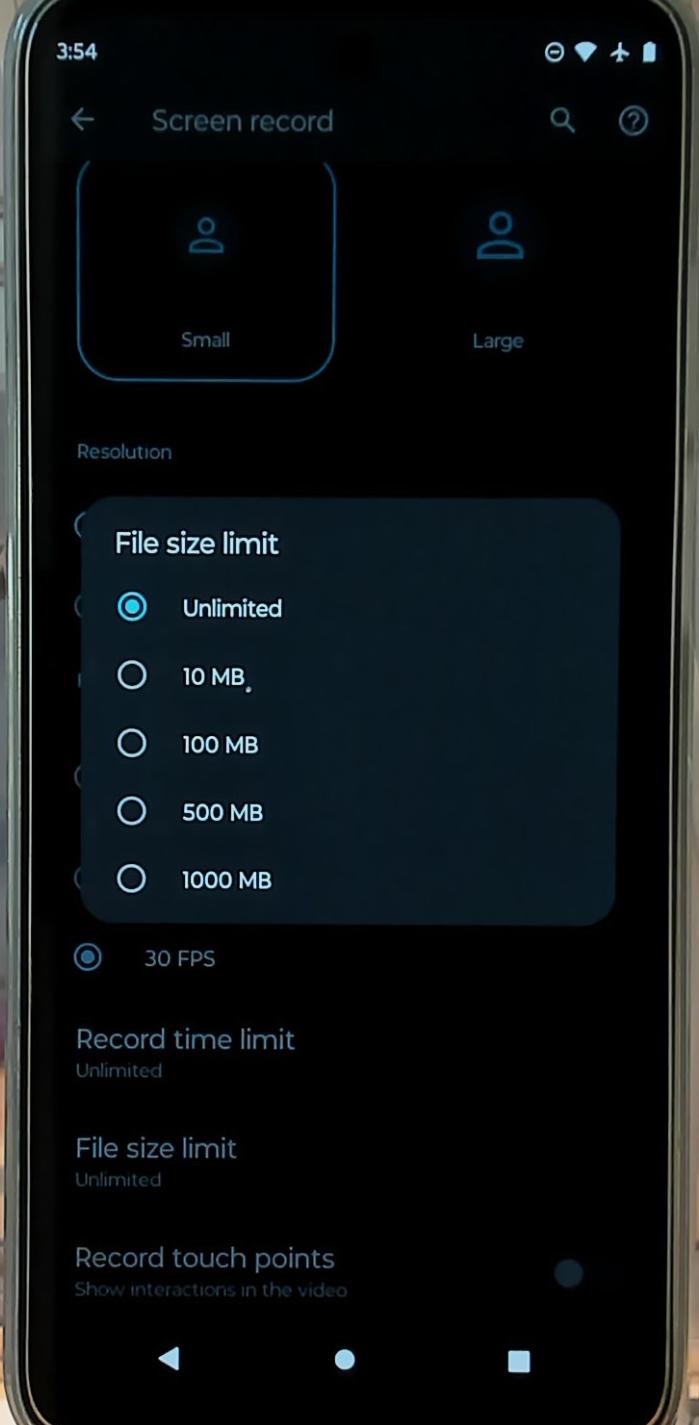 3:54
Screen record
Small
Large
Resolution
File size limit
Unlimited
10 MB
100 MB
500 MB
1000 MB
30 FPS
Record time limit
Unlimited
File size limit
Unlimited
Record touch points
Show interactions in the video